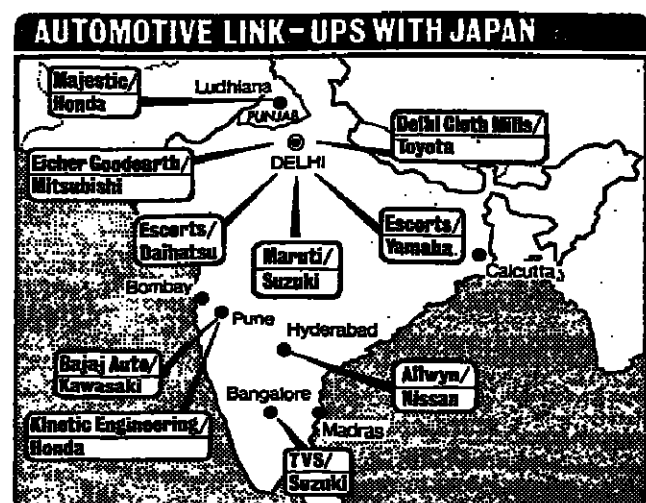 AUTOMOTIVE LINK-UPS WITH JAPAN
Majestic/
Honda
Ludhiana
PUNJAB
Delhi Cloth Mills/
Toyota
DELHI
Eicher Goodearth/
Mitsubishi
Escorts/
Daihatsu
Maruti/
Suzuki
Escorts/
Yamaha
Calcutta
Bombay
Pune
Hyderabad
Bajaj Auto/
Kawasaki
Allwyn/
Nissan
Bangalore
Kinetic Engineering/
Honda
Madras
TVS/
Suzuki